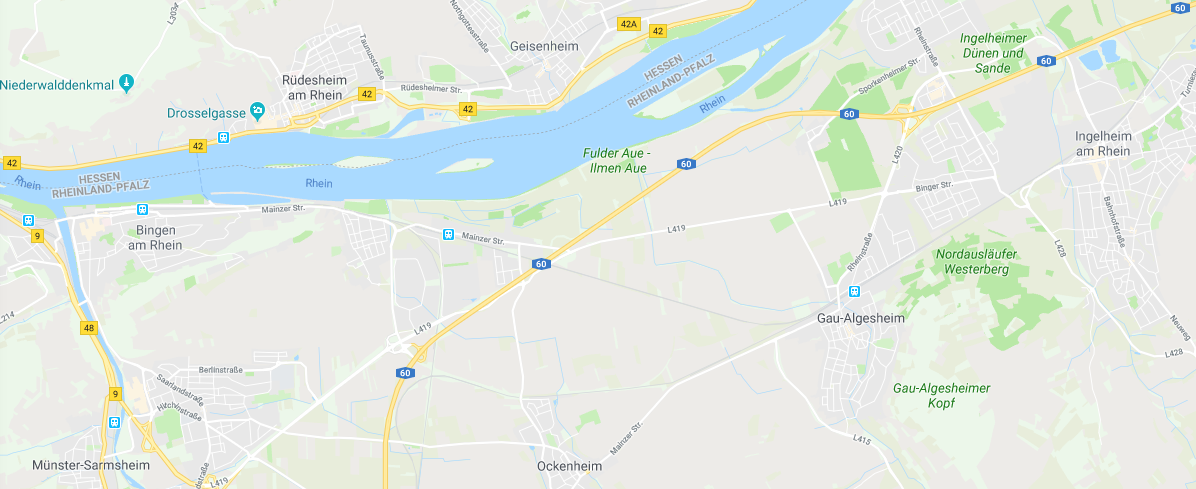 60
L3034
Nothgottesstraße
42A
42
Rheinstraße
Ingelheimer
Dünen und
Sande
Geisenheim
Taunusstraße
HESSEN
RHEINLAND-PFALZ
60
Sporkenheimer Str.
Rüdesheim
am Rhein
Niederwalddenkmal
Rüdesheimer Str.
42
42
Rhein
60
Drosselgasse
42
Ingelheim
am Rhein
Fulder Aue -
Ilmen Aue
60
L420
42
Rhein
HESSEN
RHEINLAND-PFALZ
Rhein
Binger Str.
L419
Mainzer Str.
Bahnhofstraße
Bingen
am Rhein
9
Mainzer Str.
L419
Rheinstraße
L428
Nordausläufer
Westerberg
60
L214
48
L419
Gau-Algesheim
Neuweg
L428
Berlinstraße
60
Saarlandstraße
9
Hitchinstraße
Gau-Algesheimer
Kopf
Mainzer Str.
L415
Münster-Sarmsheim
L419
Ockenheim